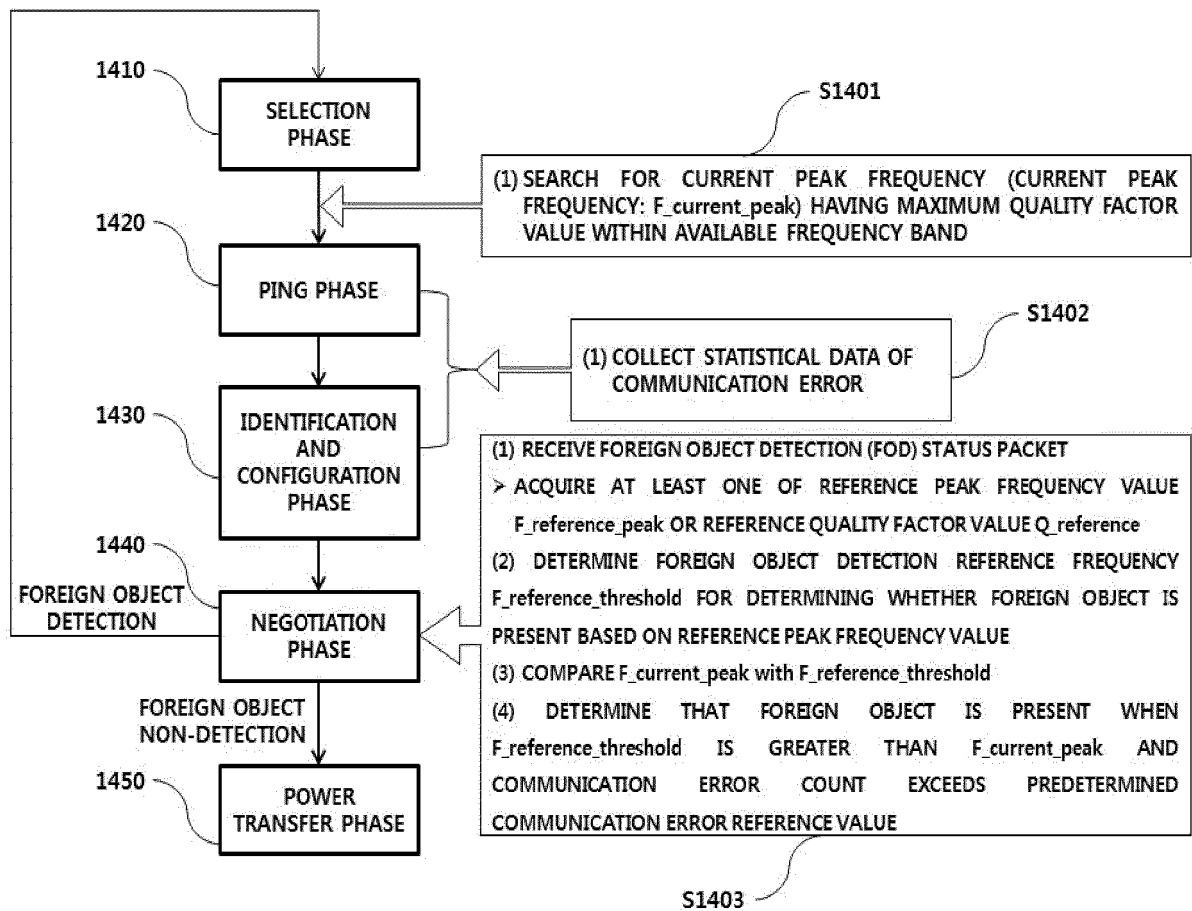 1410
SELECTION
PHASE
S1401
(1) SEARCH FOR CURRENT PEAK FREQUENCY (CURRENT PEAK
FREQUENCY: F_current_peak) HAVING MAXIMUM QUALITY FACTOR
VALUE WITHIN AVAILABLE FREQUENCY BAND
1420
PING PHASE
S1402
(1) COLLECT STATISTICAL DATA OF
COMMUNICATION ERROR
1430
IDENTIFICATION
AND
CONFIGURATION
PHASE
(1) RECEIVE FOREIGN OBJECT DETECTION (FOD) STATUS PACKET
➢ ACQUIRE AT LEAST ONE OF REFERENCE PEAK FREQUENCY VALUE
F_reference_peak OR REFERENCE QUALITY FACTOR VALUE Q_reference
(2) DETERMINE FOREIGN OBJECT DETECTION REFERENCE FREQUENCY
F_reference_threshold FOR DETERMINING WHETHER FOREIGN OBJECT IS
PRESENT BASED ON REFERENCE PEAK FREQUENCY VALUE
(3) COMPARE F_current_peak with F_reference_threshold
(4) DETERMINE THAT FOREIGN OBJECT IS PRESENT WHEN
F_reference_threshold IS GREATER THAN F_current_peak AND
COMMUNICATION ERROR COUNT EXCEEDS PREDETERMINED
COMMUNICATION ERROR REFERENCE VALUE
1440
FOREIGN OBJECT
DETECTION
NEGOTIATION
PHASE
FOREIGN OBJECT
NON-DETECTION
1450
POWER
TRANSFER PHASE
S1403